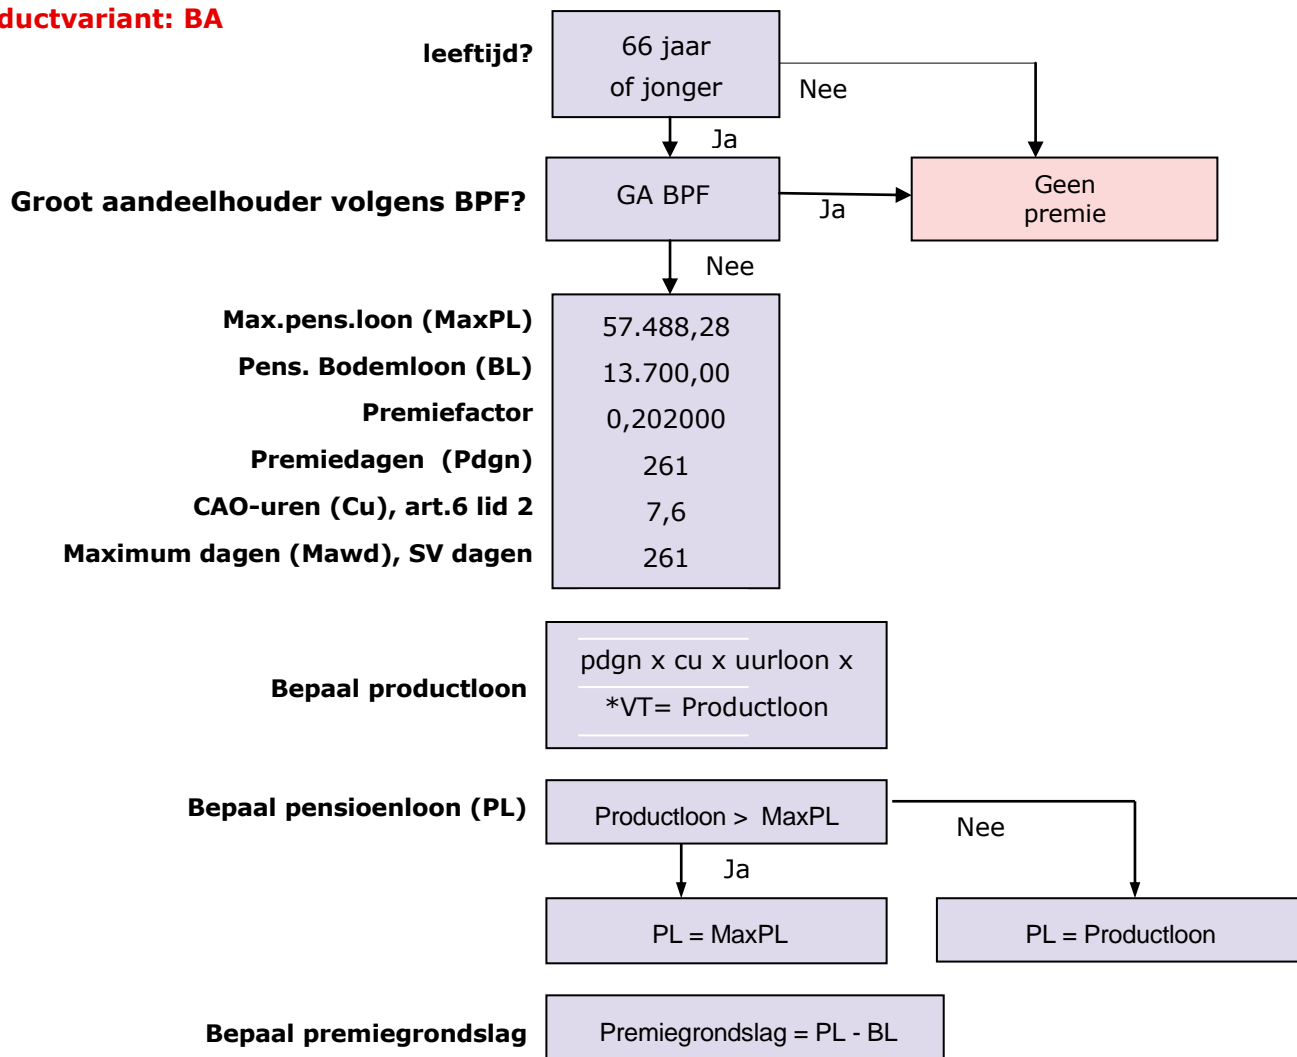 ductvariant: BA
leeftijd?
66 jaar
of jonger
Nee
Ja
Groot aandeelhouder volgens BPF?
GA BPF
Ja
Geen
premie
Nee
Max.pens.loon (MaxPL)
57.488,28
Pens. Bodemloon (BL)
13.700,00
Premiefactor
0,202000
Premiedagen (Pdgn)
261
CAO-uren (Cu), art.6 lid 2
7,6
Maximum dagen (Mawd), SV dagen
261
Bepaal productloon
pdgn x cu x uurloon x
*VT= Productloon
Bepaal pensioenloon (PL)
Productloon > MaxPL
Nee
Ja
PL = MaxPL
PL = Productloon
Bepaal premiegrondslag
Premiegrondslag = PL - BL